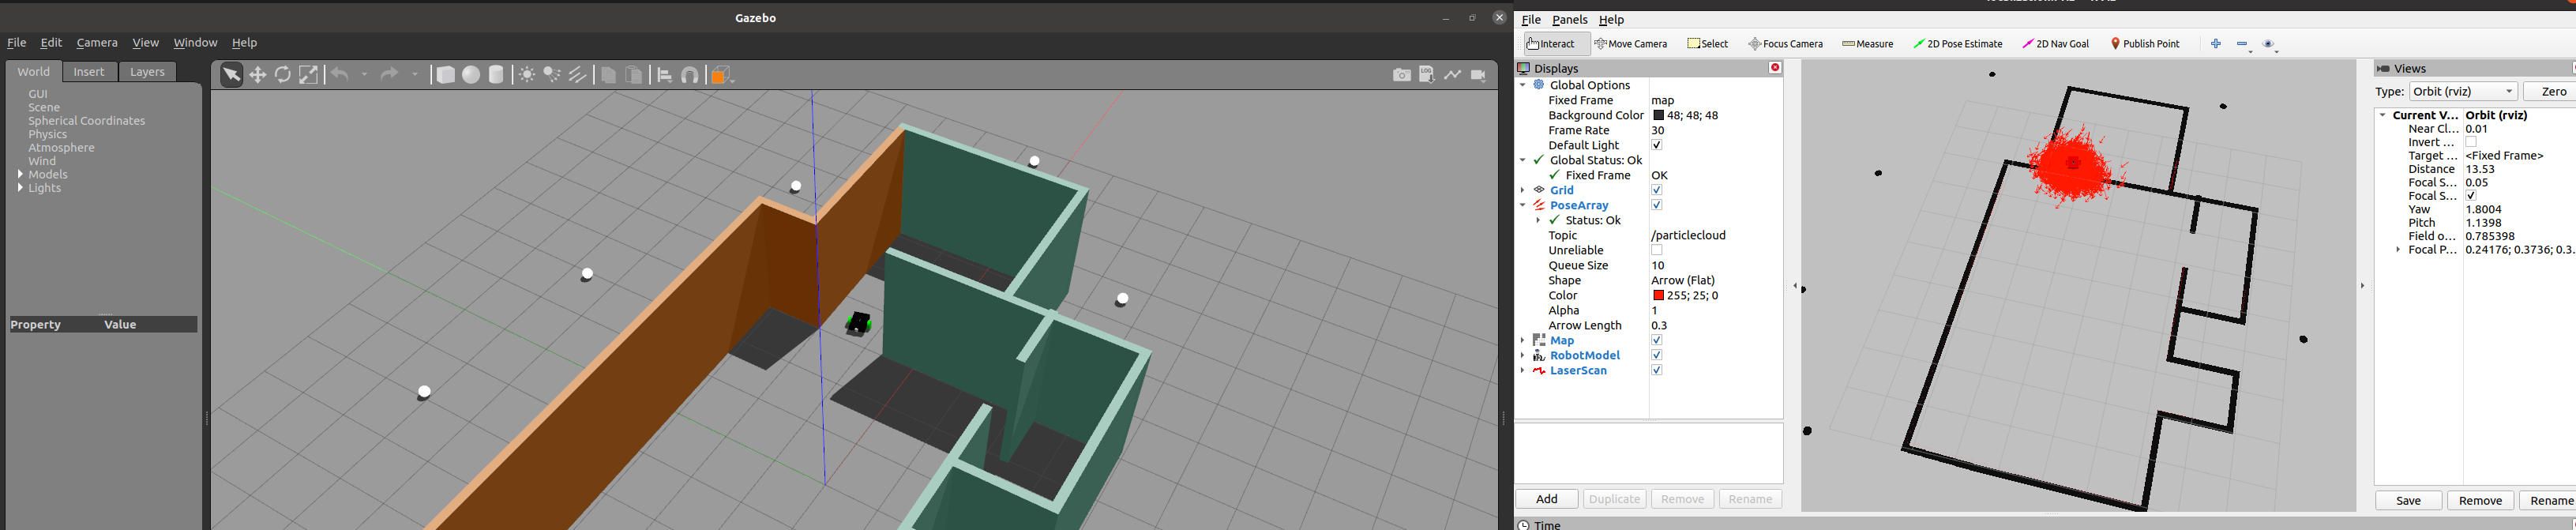 Gazebo
File Edit Camera View Window Help
World Insert Layers
GUI
Scene
Spherical Coordinates
Physics
Atmosphere
Wind
Models
Lights
Property Value
LOG
File Panels Help
Interact Move Camera Select Focus Camera Measure 2D Pose Estimate 2D Nav Goal Publish Point
Displays
Global Options
Fixed Frame map
Background Color 48; 48; 48
Frame Rate 30
Default Light
Global Status: Ok
Fixed Frame OK
Grid
PoseArray
Status: Ok
Topic /particlecloud
Unreliable
Queue Size 10
Shape Arrow (Flat)
Color 255; 25; 0
Alpha 1
Arrow Length 0.3
Map
RobotModel
LaserScan
Add Duplicate Remove Rename
Time
Views
Type: Orbit (rviz) Zero
Current V... Orbit (rviz)
Near Cl... 0.01
Invert ...
Target ... <Fixed Frame>
Distance 13.53
Focal S... 0.05
Focal S...
Yaw 1.8004
Pitch 1.1398
Field o... 0.785398
Focal P... 0.24176; 0.3736; 0.3...
Save Remove Rename